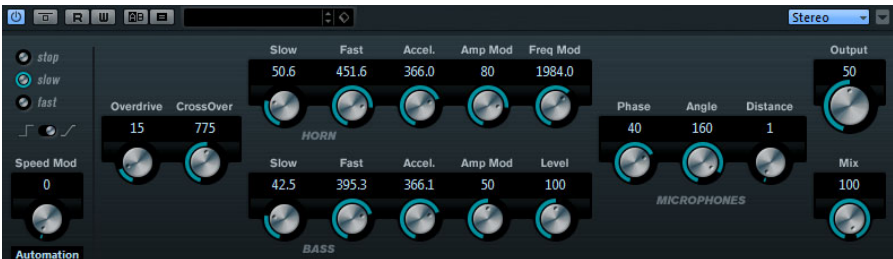 R W A B
Stereo
stop
slow
fast
Speed Mod
0
Automation
Overdrive CrossOver
15 775
Slow Fast Accel. Amp Mod Freq Mod
50.6 451.6 366.0 80 1984.0
HORN
Slow Fast Accel. Amp Mod Level
42.5 395.3 366.1 50 100
BASS
Phase Angle Distance
40 160 1
MICROPHONES
Output
50
Mix
100